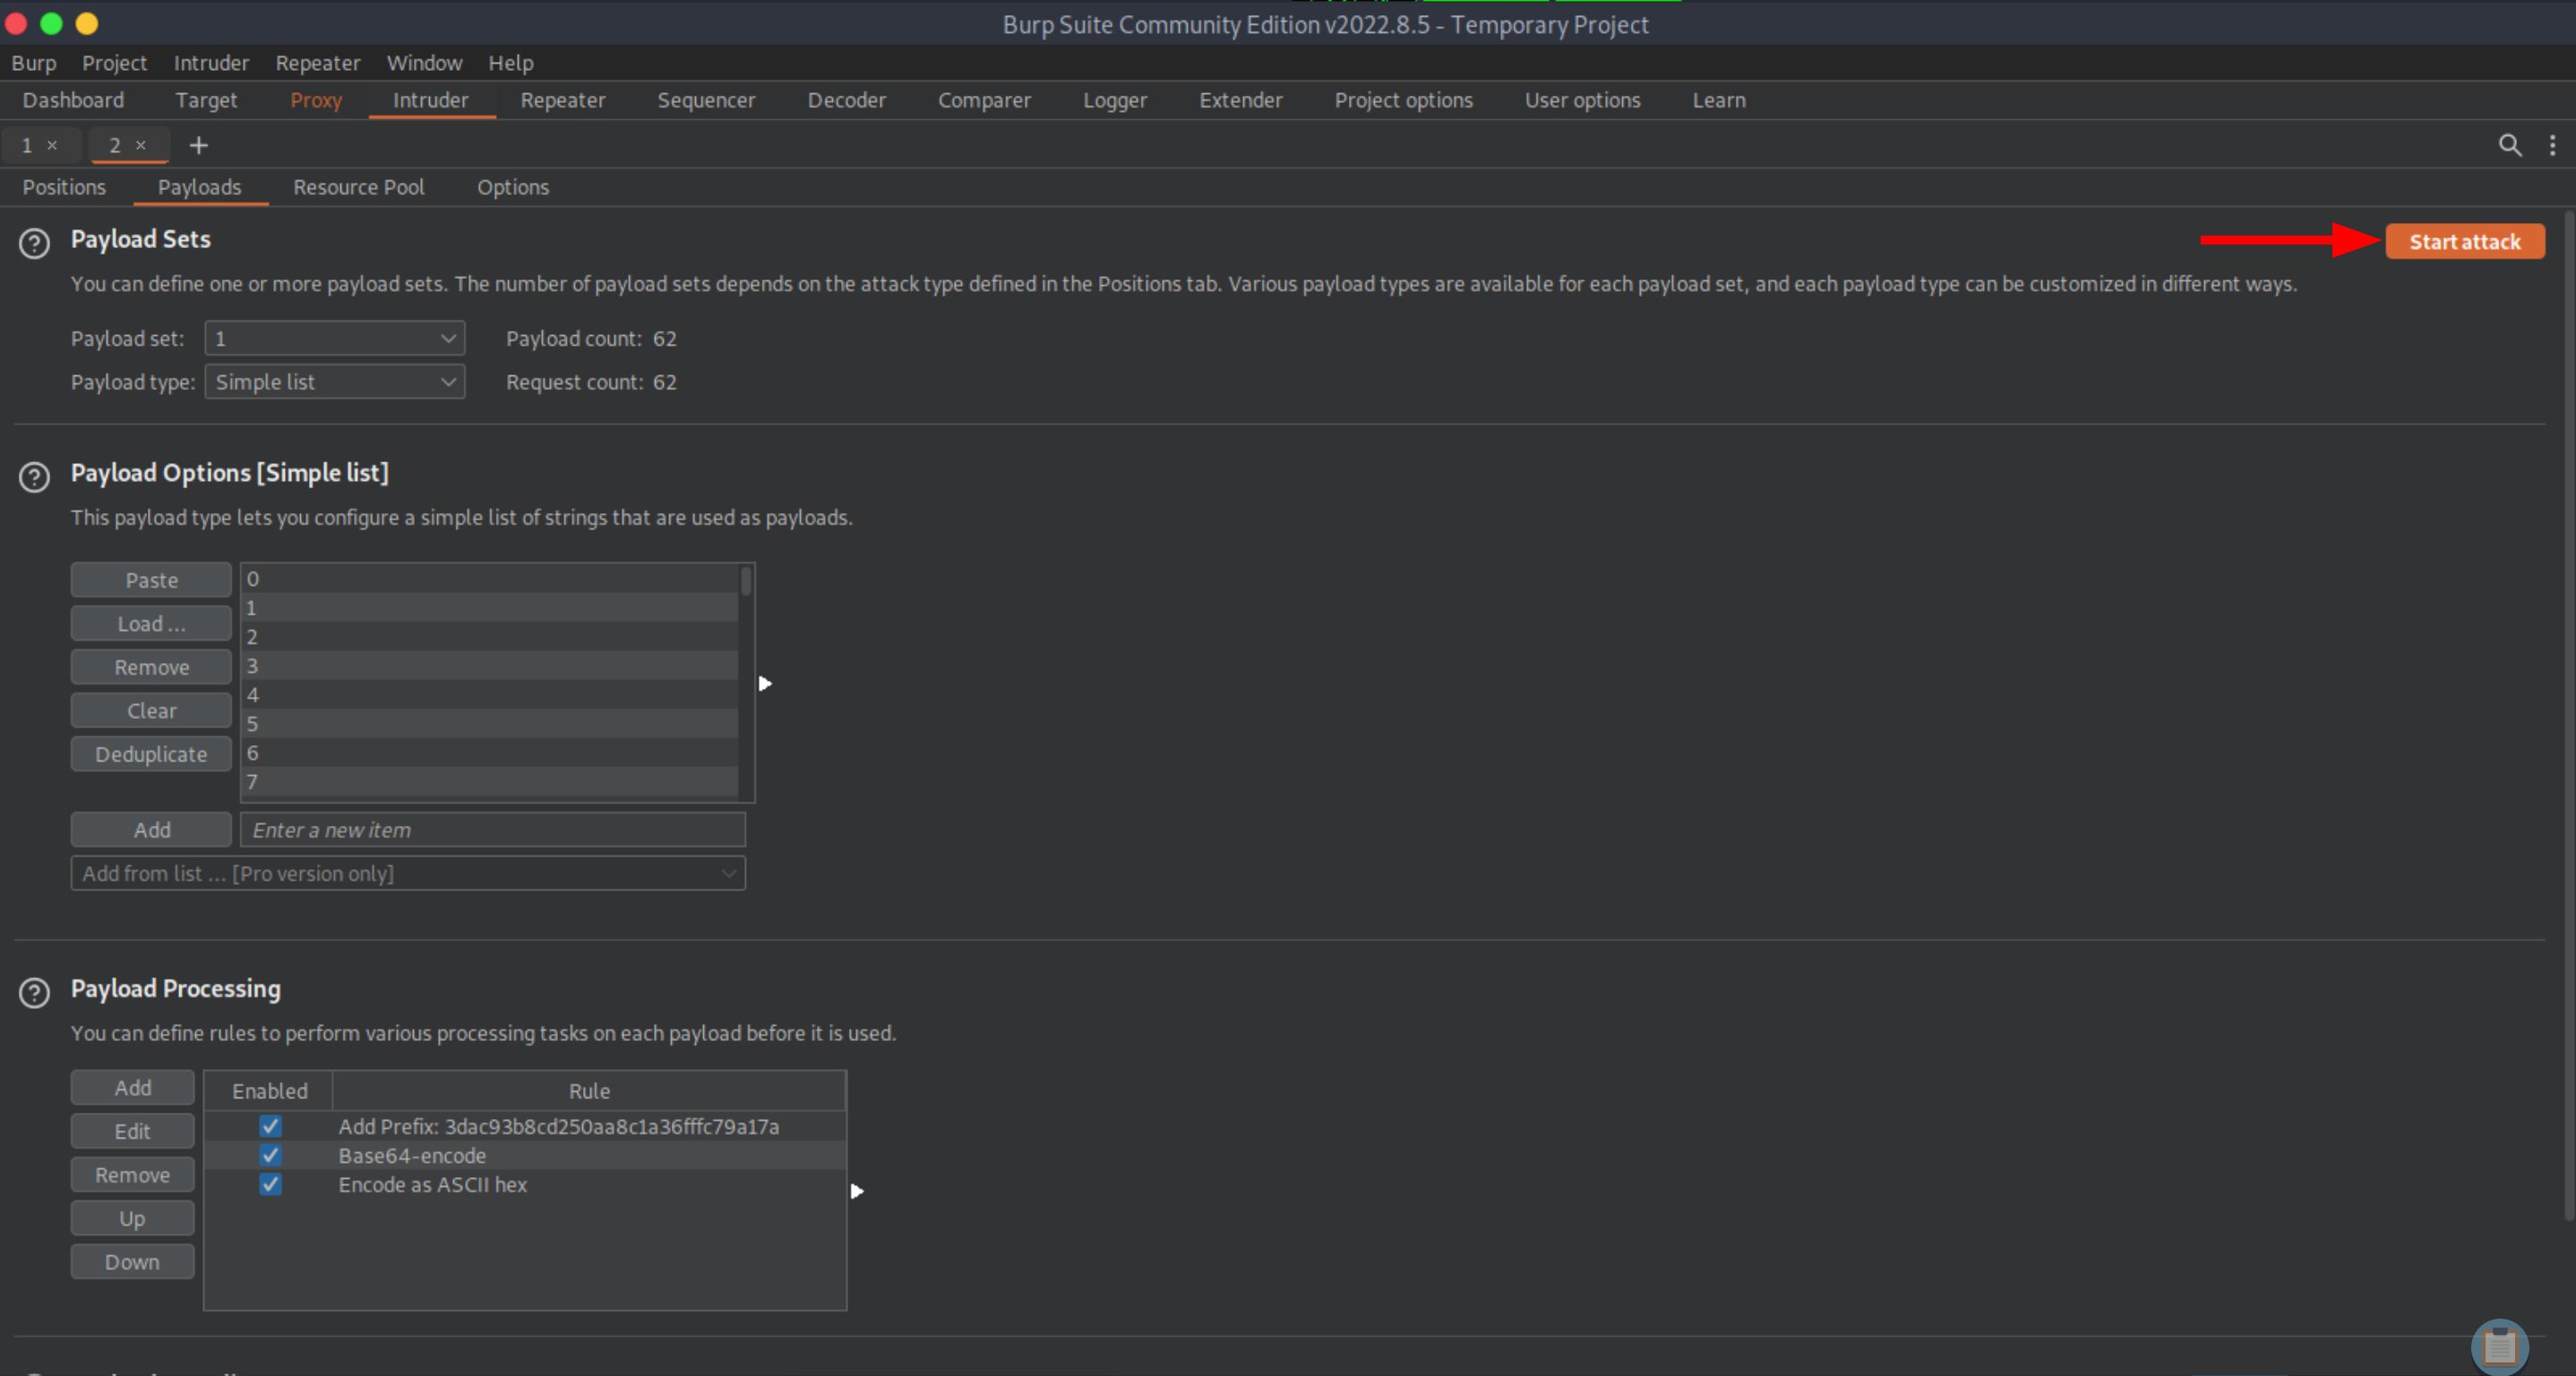 Burp Suite Community Edition v2022.8.5 - Temporary Project
Burp Project Intruder Repeater Window Help
Dashboard Target Proxy Intruder Repeater Sequencer Decoder Comparer Logger Extender Project options User options Learn
1 × 2 × +
Positions Payloads Resource Pool Options
Payload Sets
Start attack
You can define one or more payload sets. The number of payload sets depends on the attack type defined in the Positions tab. Various payload types are available for each payload set, and each payload type can be customized in different ways.
Payload set: 1 Payload count: 62
Payload type: Simple list Request count: 62
Payload Options [Simple list]
This payload type lets you configure a simple list of strings that are used as payloads.
Paste
Load ...
Remove
Clear
Deduplicate
0
1
2
3
4
5
6
7
Add Enter a new item
Add from list ... [Pro version only]
Payload Processing
You can define rules to perform various processing tasks on each payload before it is used.
Add
Edit
Remove
Up
Down
Enabled Rule
Add Prefix: 3dac93b8cd250aa8c1a36fffc79a17a
Base64-encode
Encode as ASCII hex